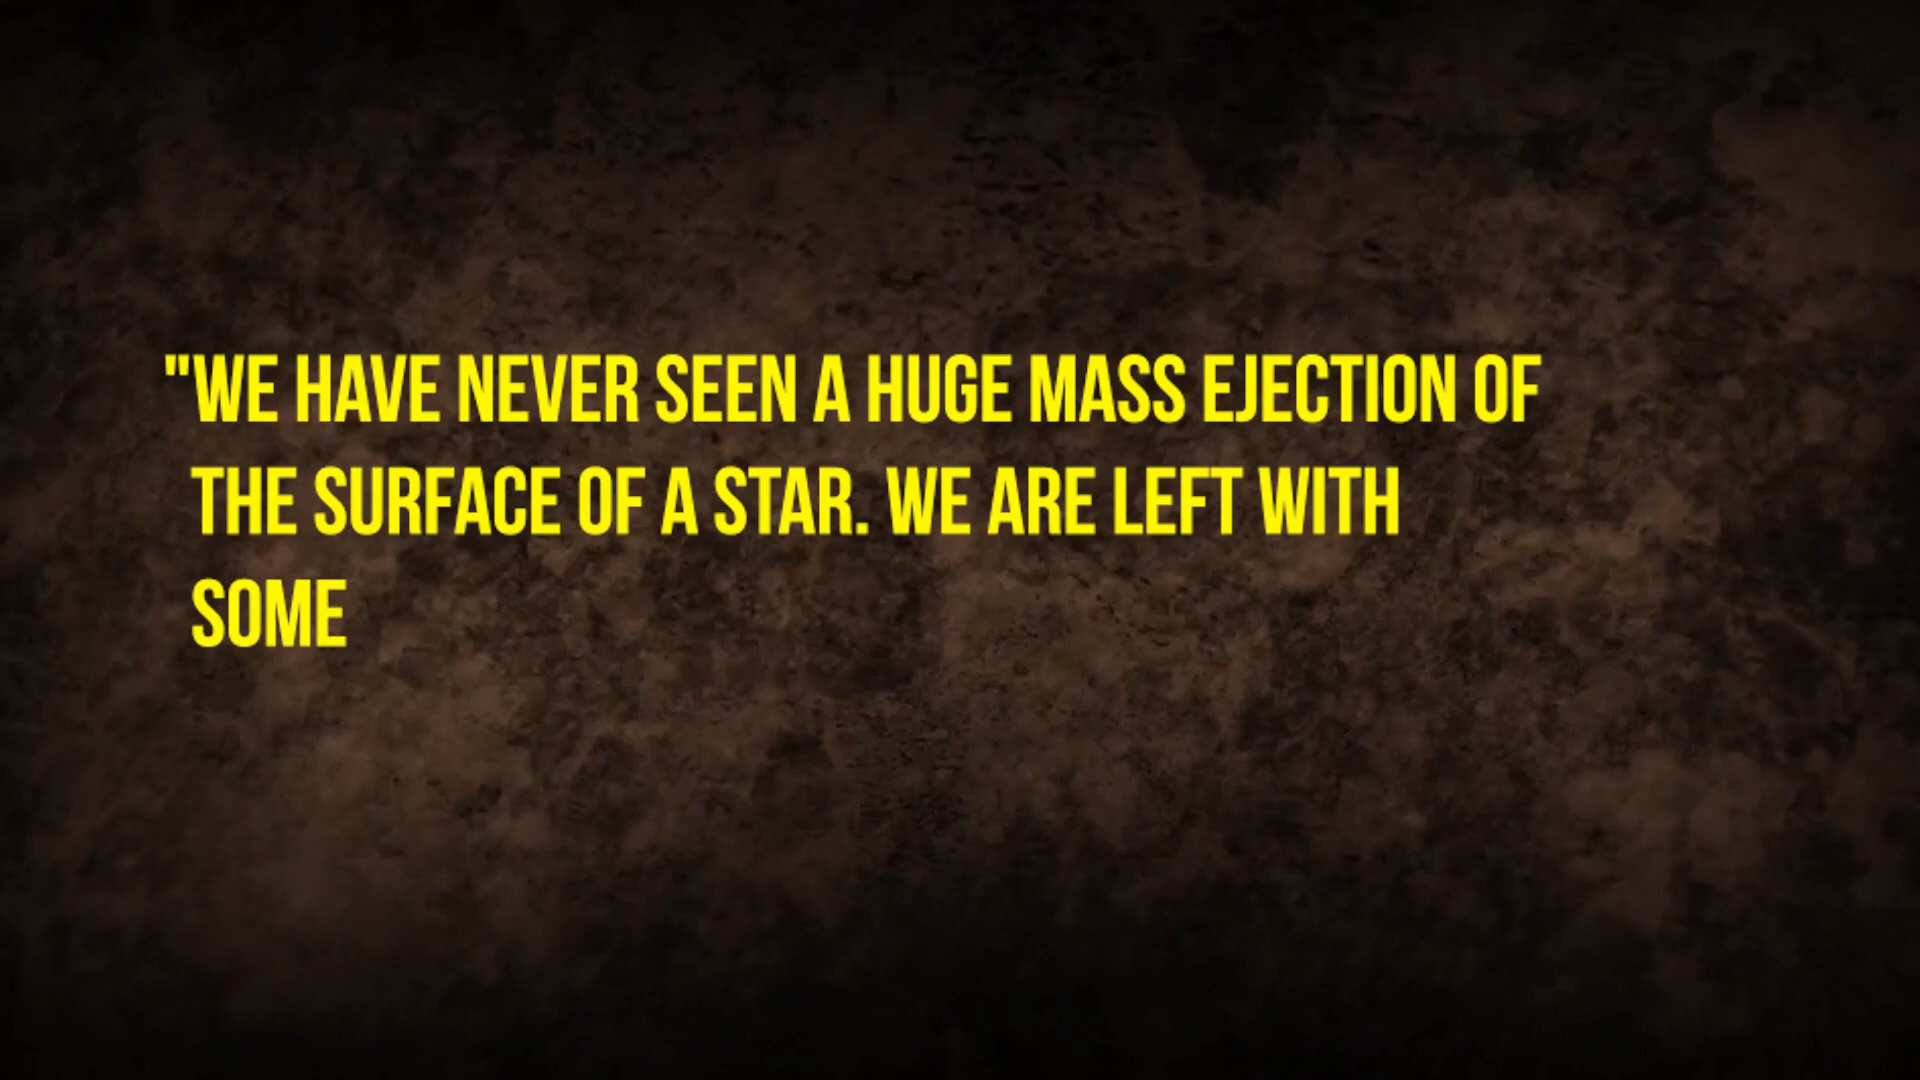 "WE HAVE NEVER SEEN A HUGE MASS EJECTION OF
THE SURFACE OF A STAR. WE ARE LEFT WITH
SOME